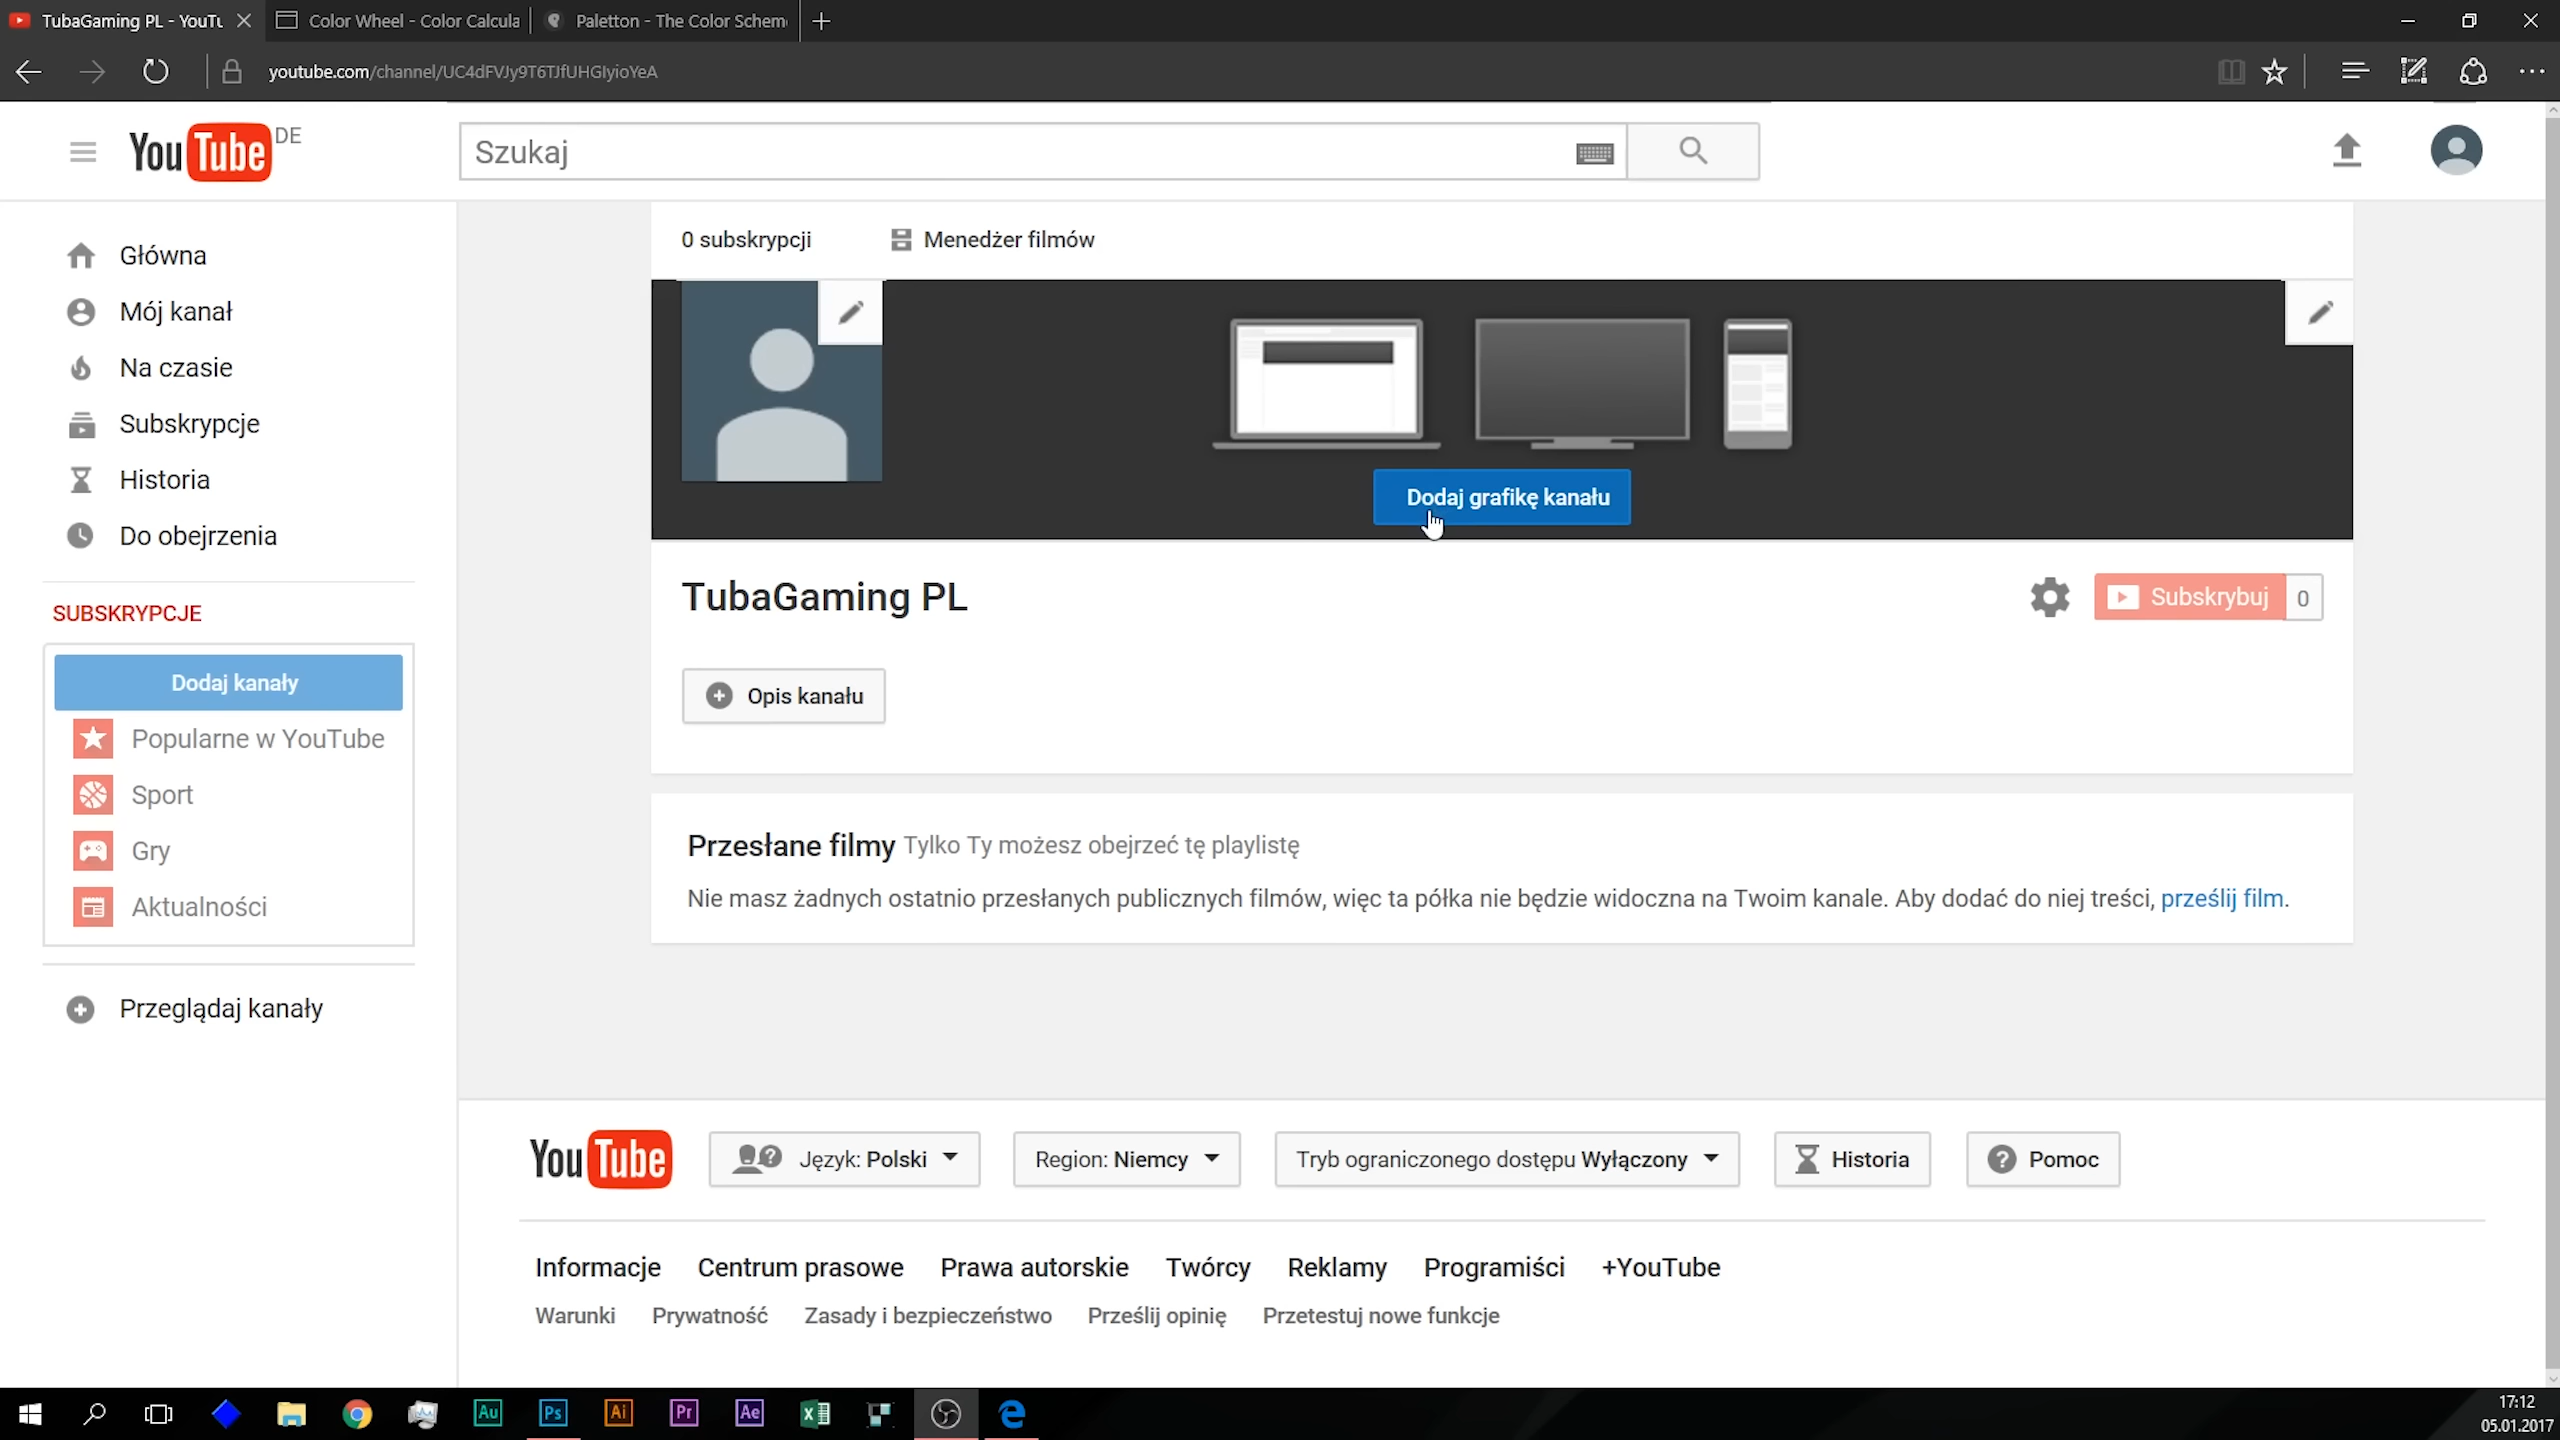 TubaGaming PL - YouTu
Color Wheel - Color Calcula
Paletton - The Color Schem
youtube.com/channel/UC4dFVJy9T6TJfUHGlyioYeA
YouTube DE
Szukaj
0 subskrypcji
Menedżer filmów
Główna
Mój kanał
Na czasie
Subskrypcje
Historia
Do obejrzenia
SUBSKRYPCJE
Dodaj kanały
Popularne w YouTube
Sport
Gry
Aktualności
Przeglądaj kanały
Dodaj grafikę kanału
TubaGaming PL
Subskrybuj 0
Opis kanału
Przesłane filmy Tylko Ty możesz obejrzeć tę playlistę
Nie masz żadnych ostatnio przesłanych publicznych filmów, więc ta półka nie będzie widoczna na Twoim kanale. Aby dodać do niej treści, prześlij film.
YouTube
Język: Polski
Region: Niemcy
Tryb ograniczonego dostępu Wyłączony
Historia
Pomoc
Informacje Centrum prasowe Prawa autorskie Twórcy Reklamy Programiści +YouTube
Warunki Prywatność Zasady i bezpieczeństwo Prześlij opinię Przetestuj nowe funkcje
Au Ps Ai Pr Ae
17:12
05.01.2017